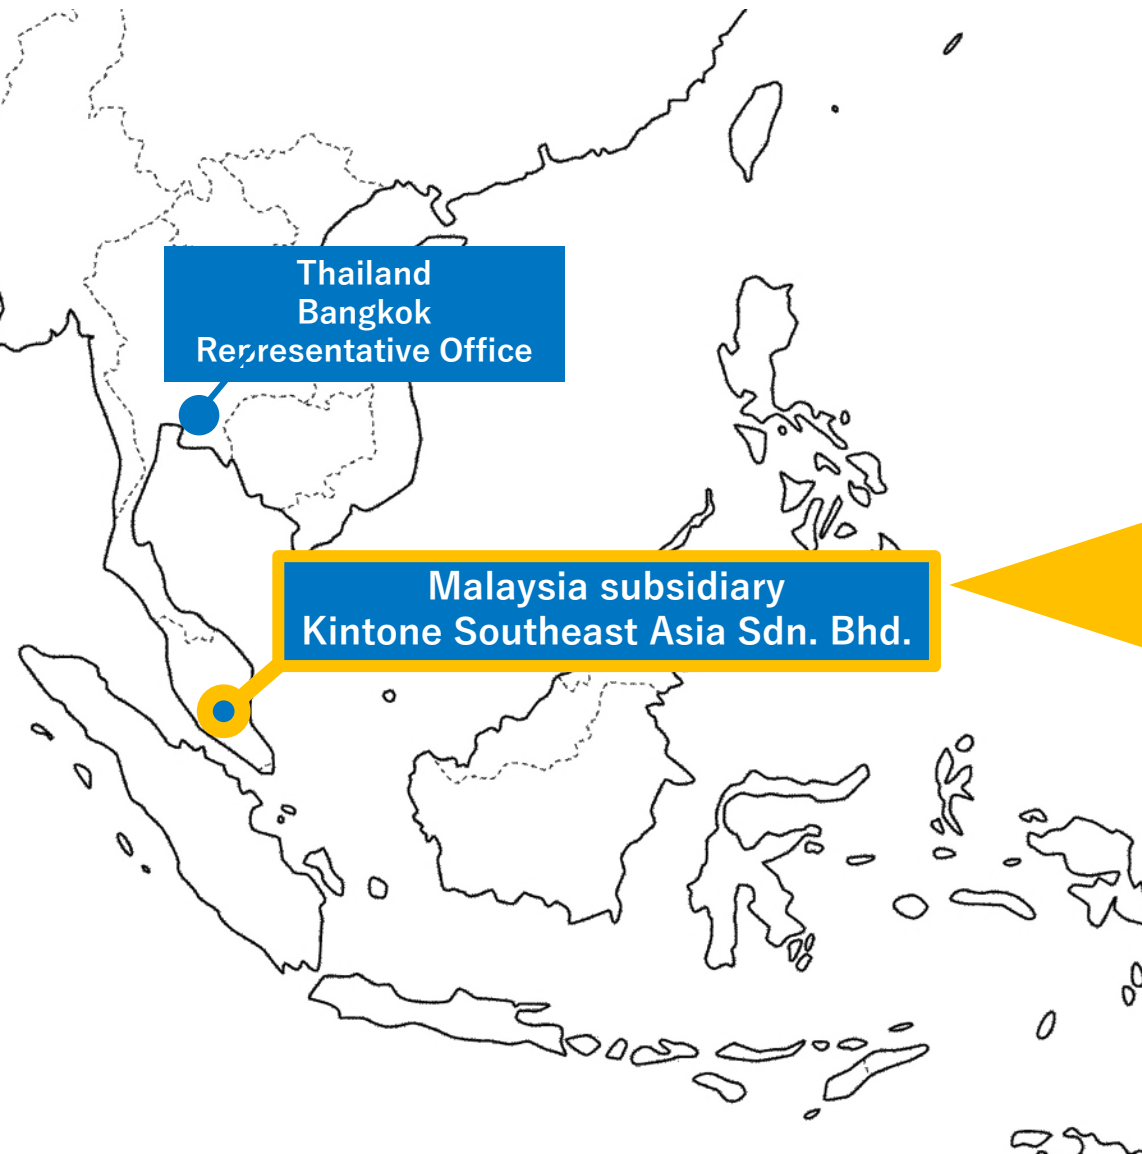 Thailand
Bangkok
Representative Office
Malaysia subsidiary
Kintone Southeast Asia Sdn. Bhd.